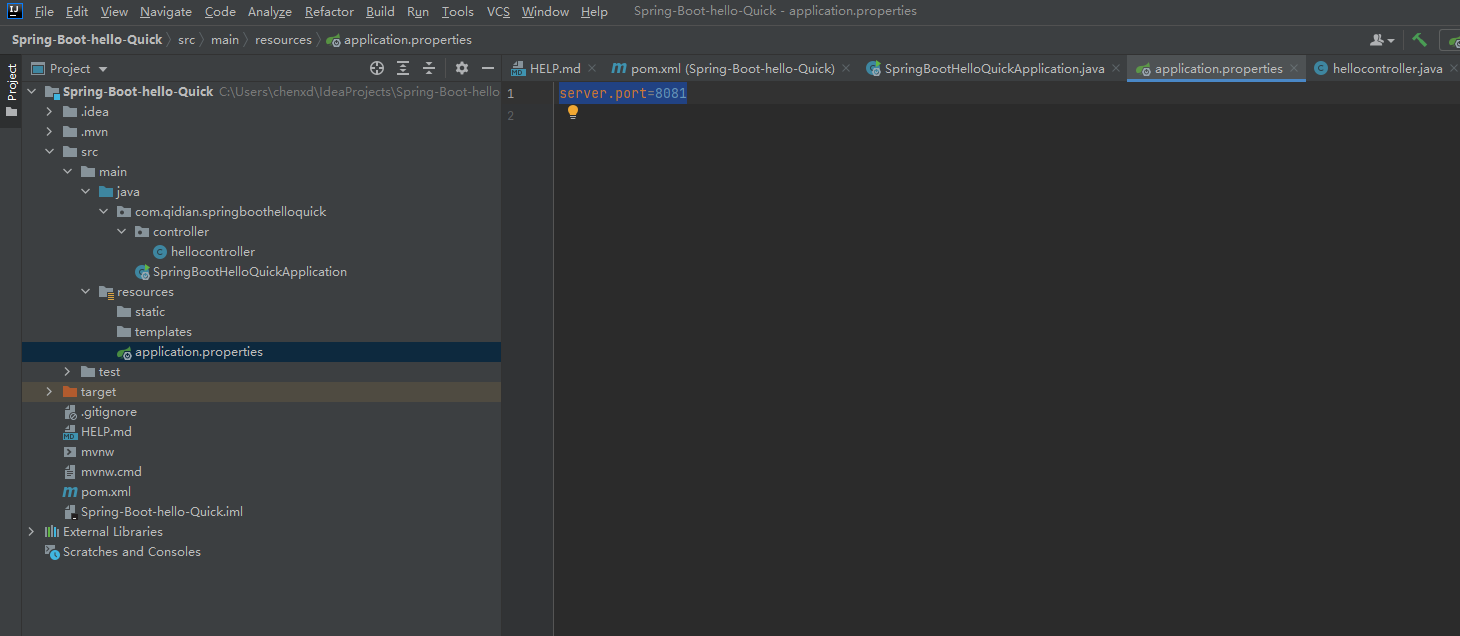 IJ File Edit View Navigate Code Analyze Refactor Build Run Tools VCS Window Help Spring-Boot-hello-Quick - application.properties
Spring-Boot-hello-Quick src main resources application.properties
Project Project HELP.md pom.xml (Spring-Boot-hello-Quick) SpringBootHelloQuickApplication.java application.properties hellocontroller.java
Spring-Boot-hello-Quick C:\Users\chenxd\IdeaProjects\Spring-Boot-hello 1 server.port=8081
.idea 2
.mvn
src
main
java
com.qidian.springboothelloquick
controller
hellocontroller
SpringBootHelloQuickApplication
resources
static
templates
application.properties
test
target
.gitignore
HELP.md
mvnw
mvnw.cmd
pom.xml
Spring-Boot-hello-Quick.iml
External Libraries
Scratches and Consoles